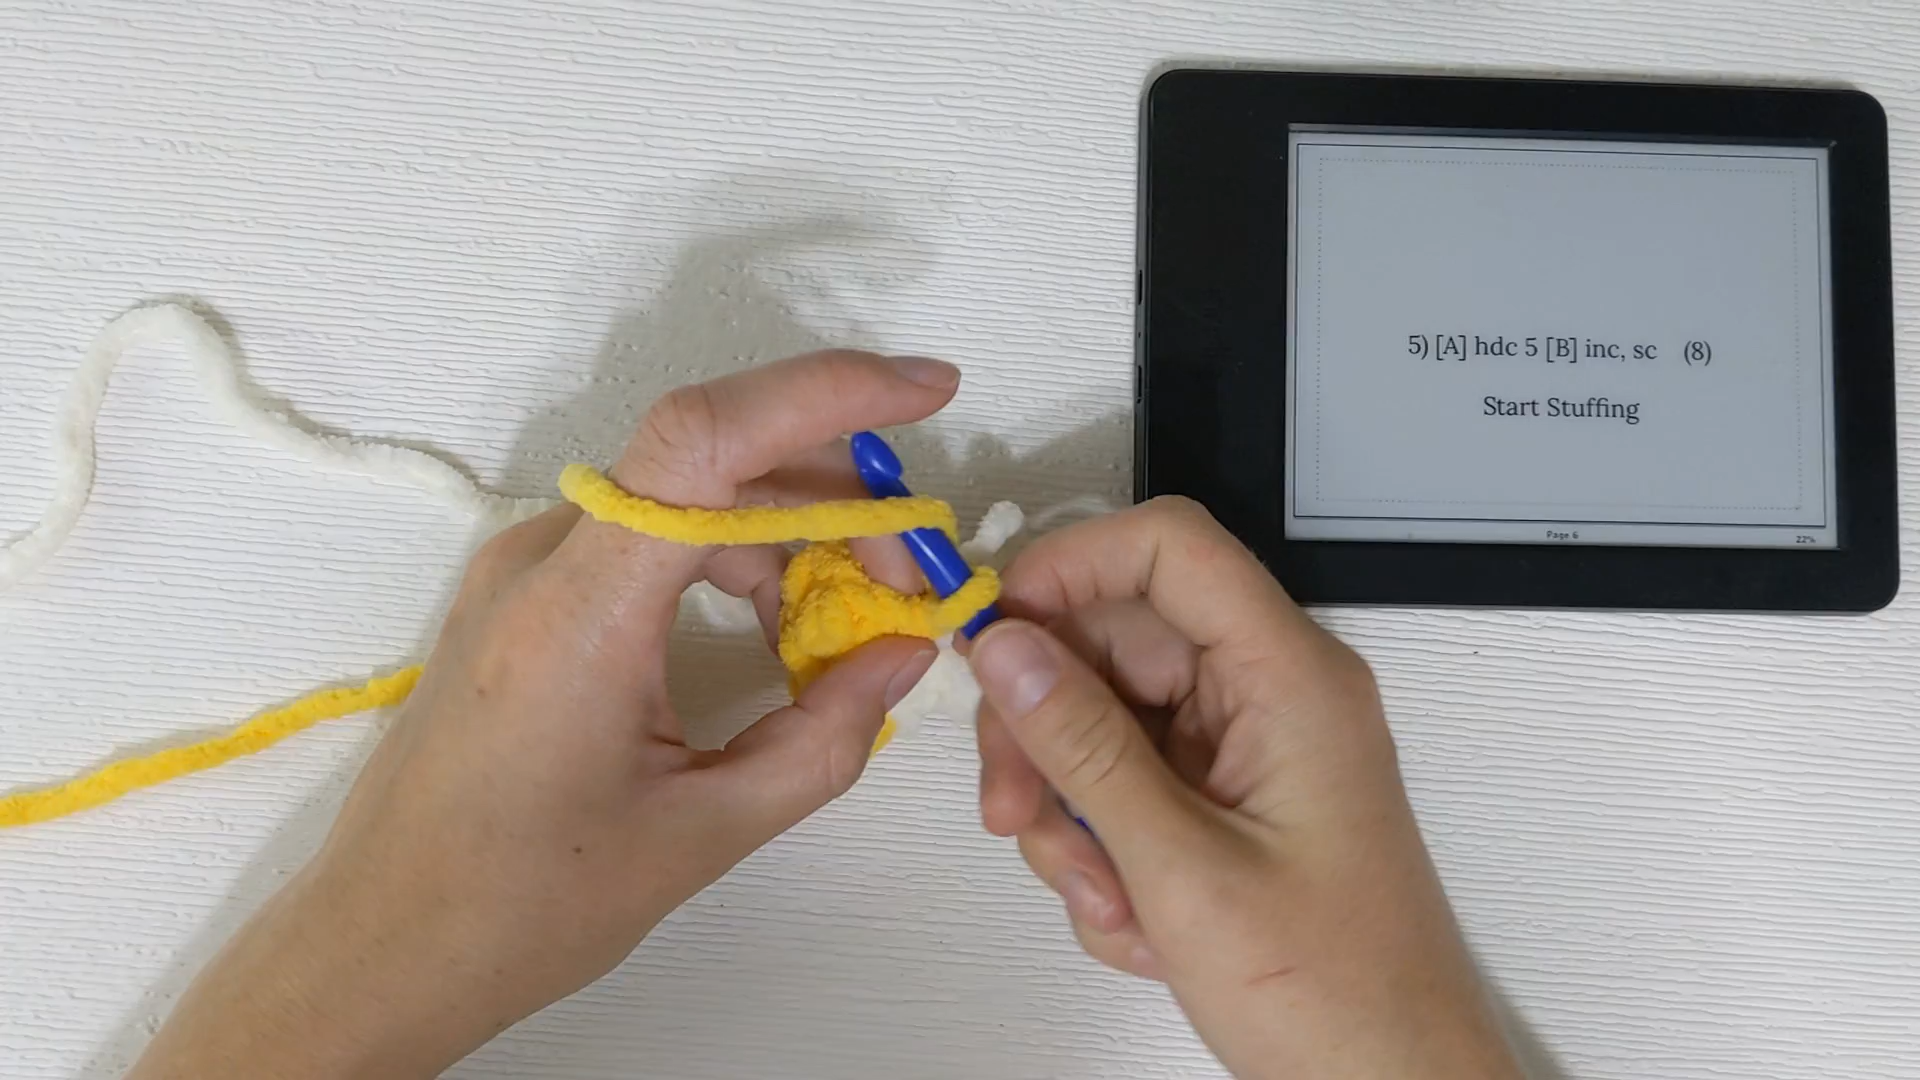 5) [A] hdc 5 [B] inc, sc (8)
Start Stuffing
Page 6
22%